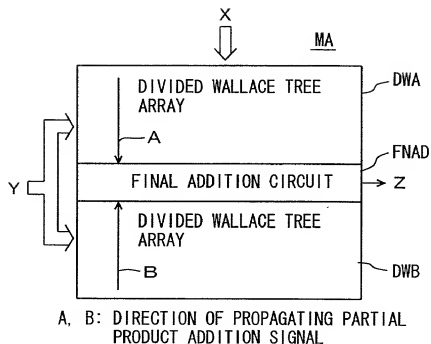 X
MA
DIVIDED WALLACE TREE
ARRAY
DWA
A
FNAD
Y
FINAL ADDITION CIRCUIT
Z
DIVIDED WALLACE TREE
ARRAY
B
DWB
A, B: DIRECTION OF PROPAGATING PARTIAL
PRODUCT ADDITION SIGNAL